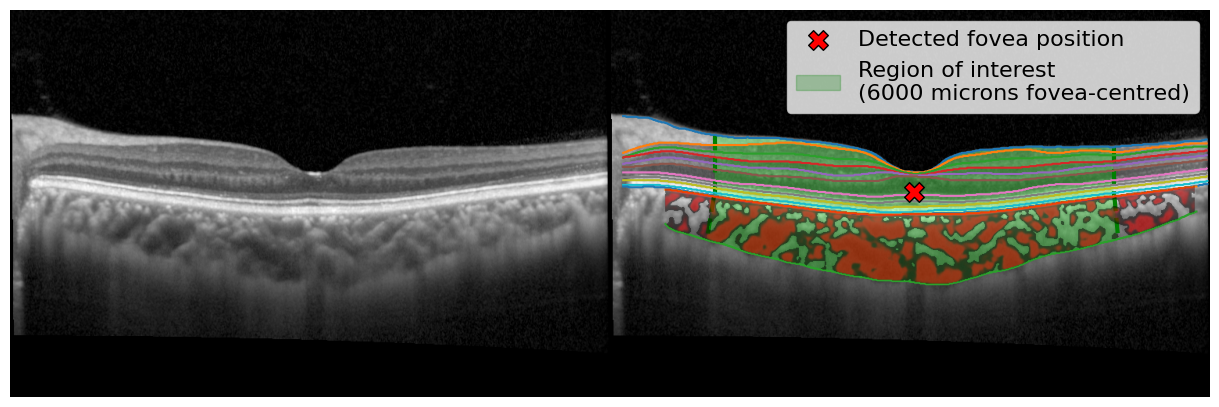 Detected fovea position
Region of interest
(6000 microns fovea-centred)